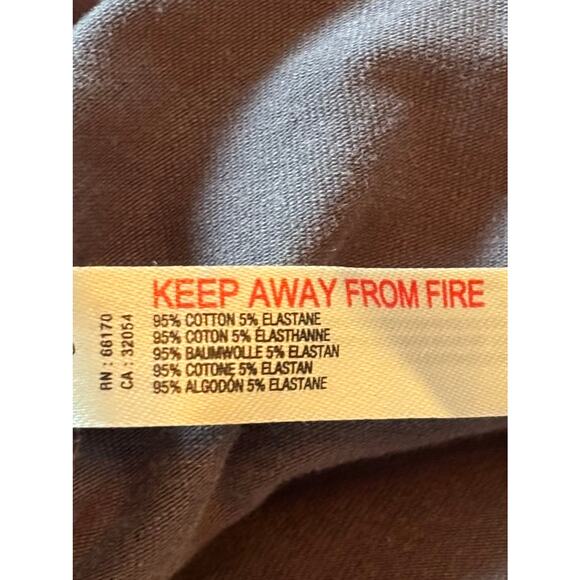 RN : 66170
CA : 32054
KEEP AWAY FROM FIRE
95% COTTON 5% ELASTANE
95% COTON 5% ÉLASTHANNE
95% BAUMWOLLE 5% ELASTAN
95% COTONE 5% ELASTAN
95% ALGODÓN 5% ELASTANE